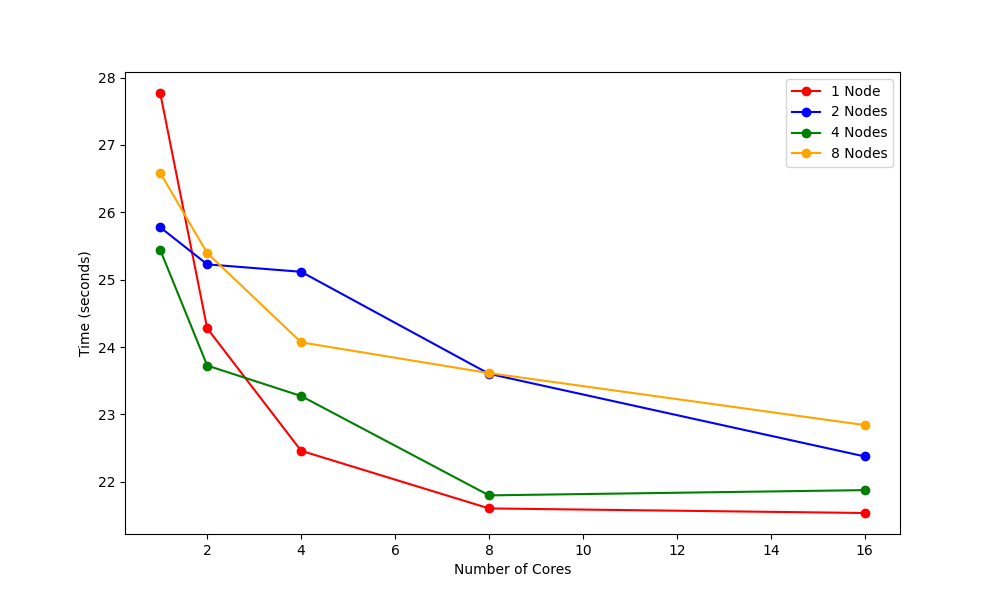 28
27
26
25
24
23
22
Time (seconds)
1 Node
2 Nodes
4 Nodes
8 Nodes
2 4 6 8 10 12 14 16
Number of Cores